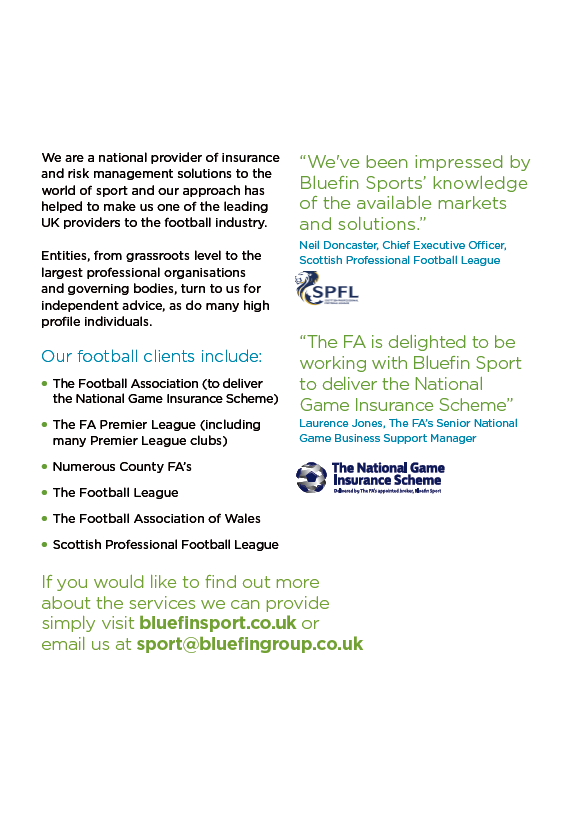 We are a national provider of insurance
and risk management solutions to the
world of sport and our approach has
helped to make us one of the leading
UK providers to the football industry.
Entities, from grassroots level to the
largest professional organisations
and governing bodies, turn to us for
independent advice, as do many high
profile individuals.
Our football clients include:
• The Football Association (to deliver
the National Game Insurance Scheme)
• The FA Premier League (including
many Premier League clubs)
• Numerous County FA's
• The Football League
• The Football Association of Wales
• Scottish Professional Football League
“We've been impressed by
Bluefin Sports’ knowledge
of the available markets
and solutions.”
Neil Doncaster, Chief Executive Officer,
Scottish Professional Football League
SPFL
“The FA is delighted to be
working with Bluefin Sport
to deliver the National
Game Insurance Scheme”
Laurence Jones, The FA’s Senior National
Game Business Support Manager
The National Game
Insurance Scheme
Delivered by The FA's appointed broker, Bluefin Sport
If you would like to find out more
about the services we can provide
simply visit bluefinsport.co.uk or
email us at sport@bluefingroup.co.uk